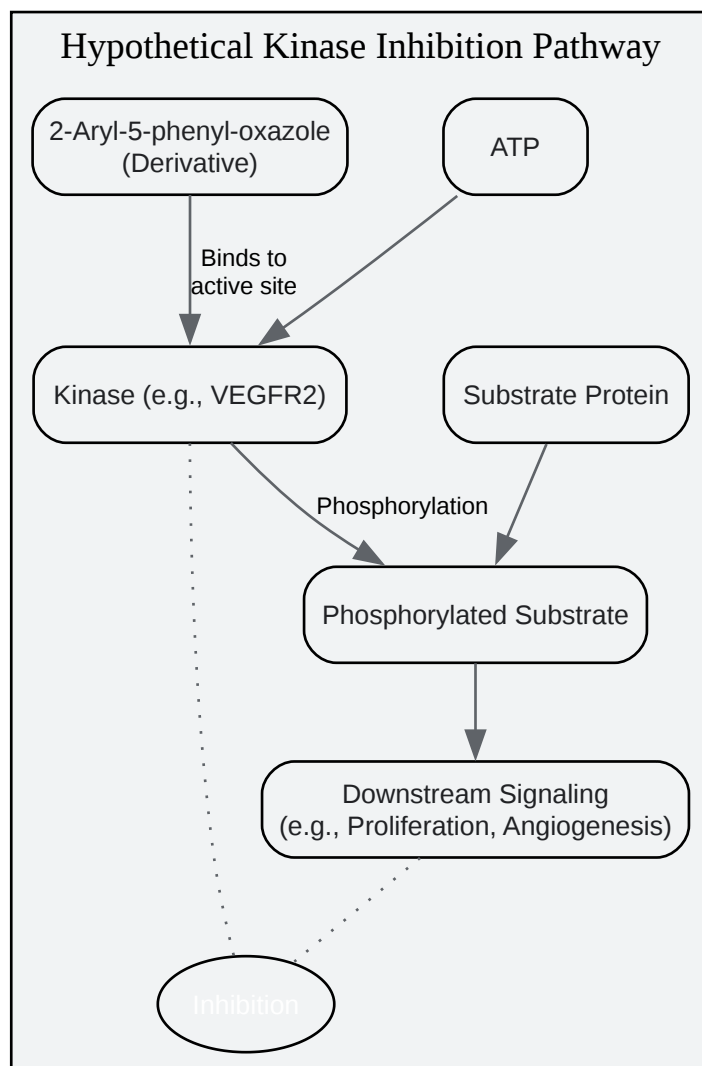 Hypothetical Kinase Inhibition Pathway
2-Aryl-5-phenyl-oxazole
(Derivative)
ATP
Binds to
active site
Kinase (e.g., VEGFR2)
Substrate Protein
Phosphorylation
Phosphorylated Substrate
Downstream Signaling
(e.g., Proliferation, Angiogenesis)
Inhibition